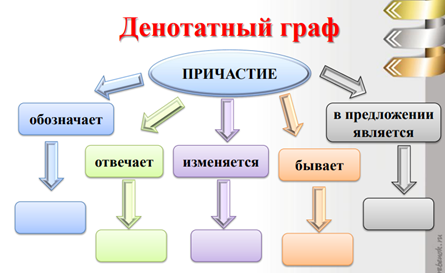 Денотатный граф
ПРИЧАСТИЕ
обозначает
отвечает
изменяется
бывает
в предложении
является